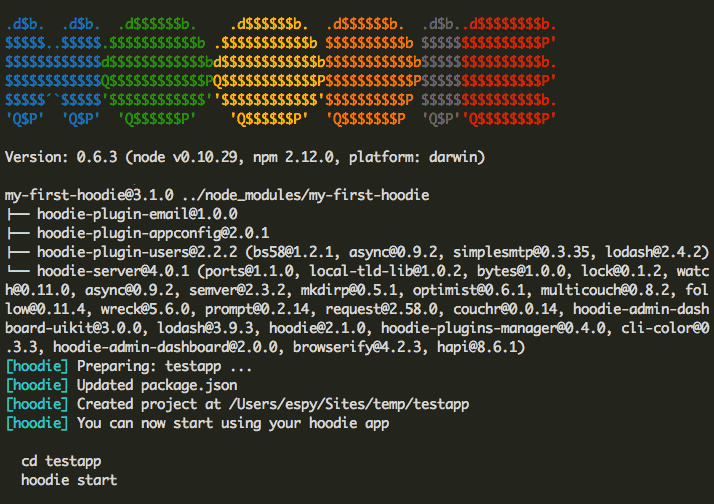 .d$b.  .d$b.   .d$$$$$$b.    .d$$$$$$b.  .d$$$$$$b.   .d$b..d$$$$$$$$b.
$$$$$..$$$$$.$$$$$$$$$$$b .$$$$$$$$$$$b $$$$$$$$$$$b $$$$$$$$$$$$$$$P'
$$$$$$$$$$$$d$$$$$$$$$$$$bd$$$$$$$$$$$$b$$$$$$$$$$$$b$$$$$$$$$$$$$$$b.
$$$$$$$$$$$$Q$$$$$$$$$$$$PQ$$$$$$$$$$$$P$$$$$$$$$$$$P$$$$$$$$$$$$$$$P'
$$$$$´`$$$$$'$$$$$$$$$$$$''$$$$$$$$$$$$'$$$$$$$$$$$P $$$$$$$$$$$$$$$b.
'Q$P'  'Q$P'  'Q$$$$$$P'    'Q$$$$$$P'  'Q$$$$$$P  'Q$P''Q$$$$$$$$P'
Version: 0.6.3 (node v0.10.29, npm 2.12.0, platform: darwin)
my-first-hoodie@3.1.0 ../node_modules/my-first-hoodie
├── hoodie-plugin-email@1.0.0
├── hoodie-plugin-appconfig@2.0.1
├── hoodie-plugin-users@2.2.2 (bs58@1.2.1, async@0.9.2, simplesmtp@0.3.35, lodash@2.4.2)
└── hoodie-server@4.0.1 (ports@1.1.0, local-tld-lib@1.0.2, bytes@1.0.0, lock@0.1.2, watc
h@0.11.0, async@0.9.2, semver@2.3.2, mkdirp@0.5.1, optimist@0.6.1, multicouch@0.8.2, fol
low@0.11.4, wreck@5.6.0, prompt@0.2.14, request@2.58.0, couchr@0.0.14, hoodie-admin-dash
board-uikit@3.0.0, lodash@3.9.3, hoodie@2.1.0, hoodie-plugins-manager@0.4.0, cli-color@0
.3.3, hoodie-admin-dashboard@2.0.0, browserify@4.2.3, hapi@8.6.1)
[hoodie] Preparing: testapp ...
[hoodie] Updated package.json
[hoodie] Created project at /Users/espy/Sites/temp/testapp
[hoodie] You can now start using your hoodie app
cd testapp
hoodie start